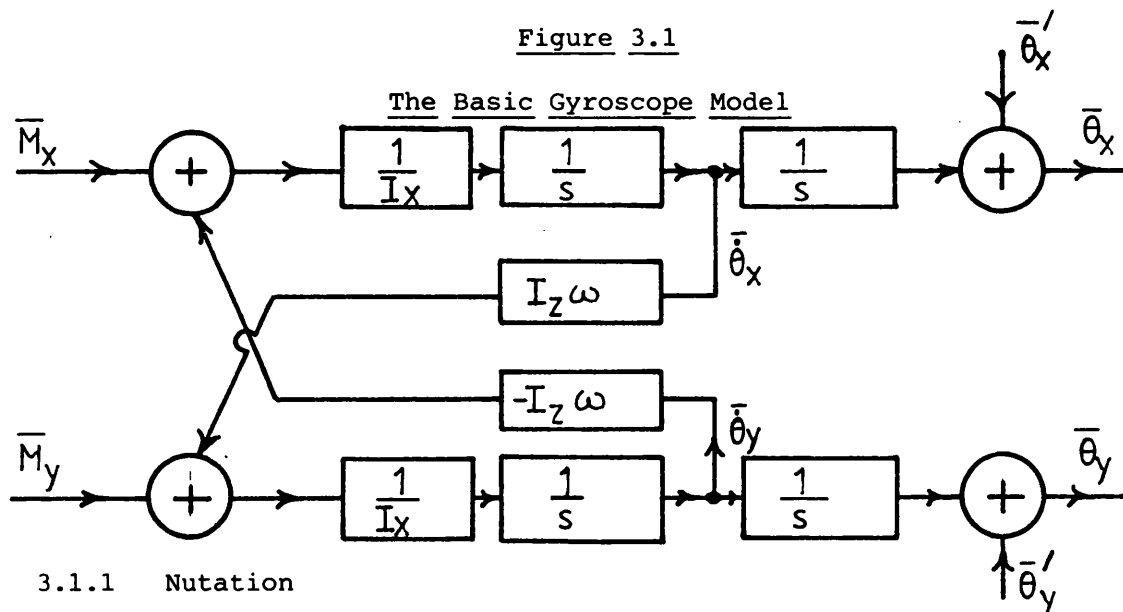 Figure 3.1
θ̅x′
The Basic Gyroscope Model
M̅x
+
1/Ix
1/s
1/s
+
θ̅x
θ̇̅x
Izω
-Izω
θ̇̅y
M̅y
+
1/Ix
1/s
1/s
+
θ̅y
θ̅y′
3.1.1 Nutation